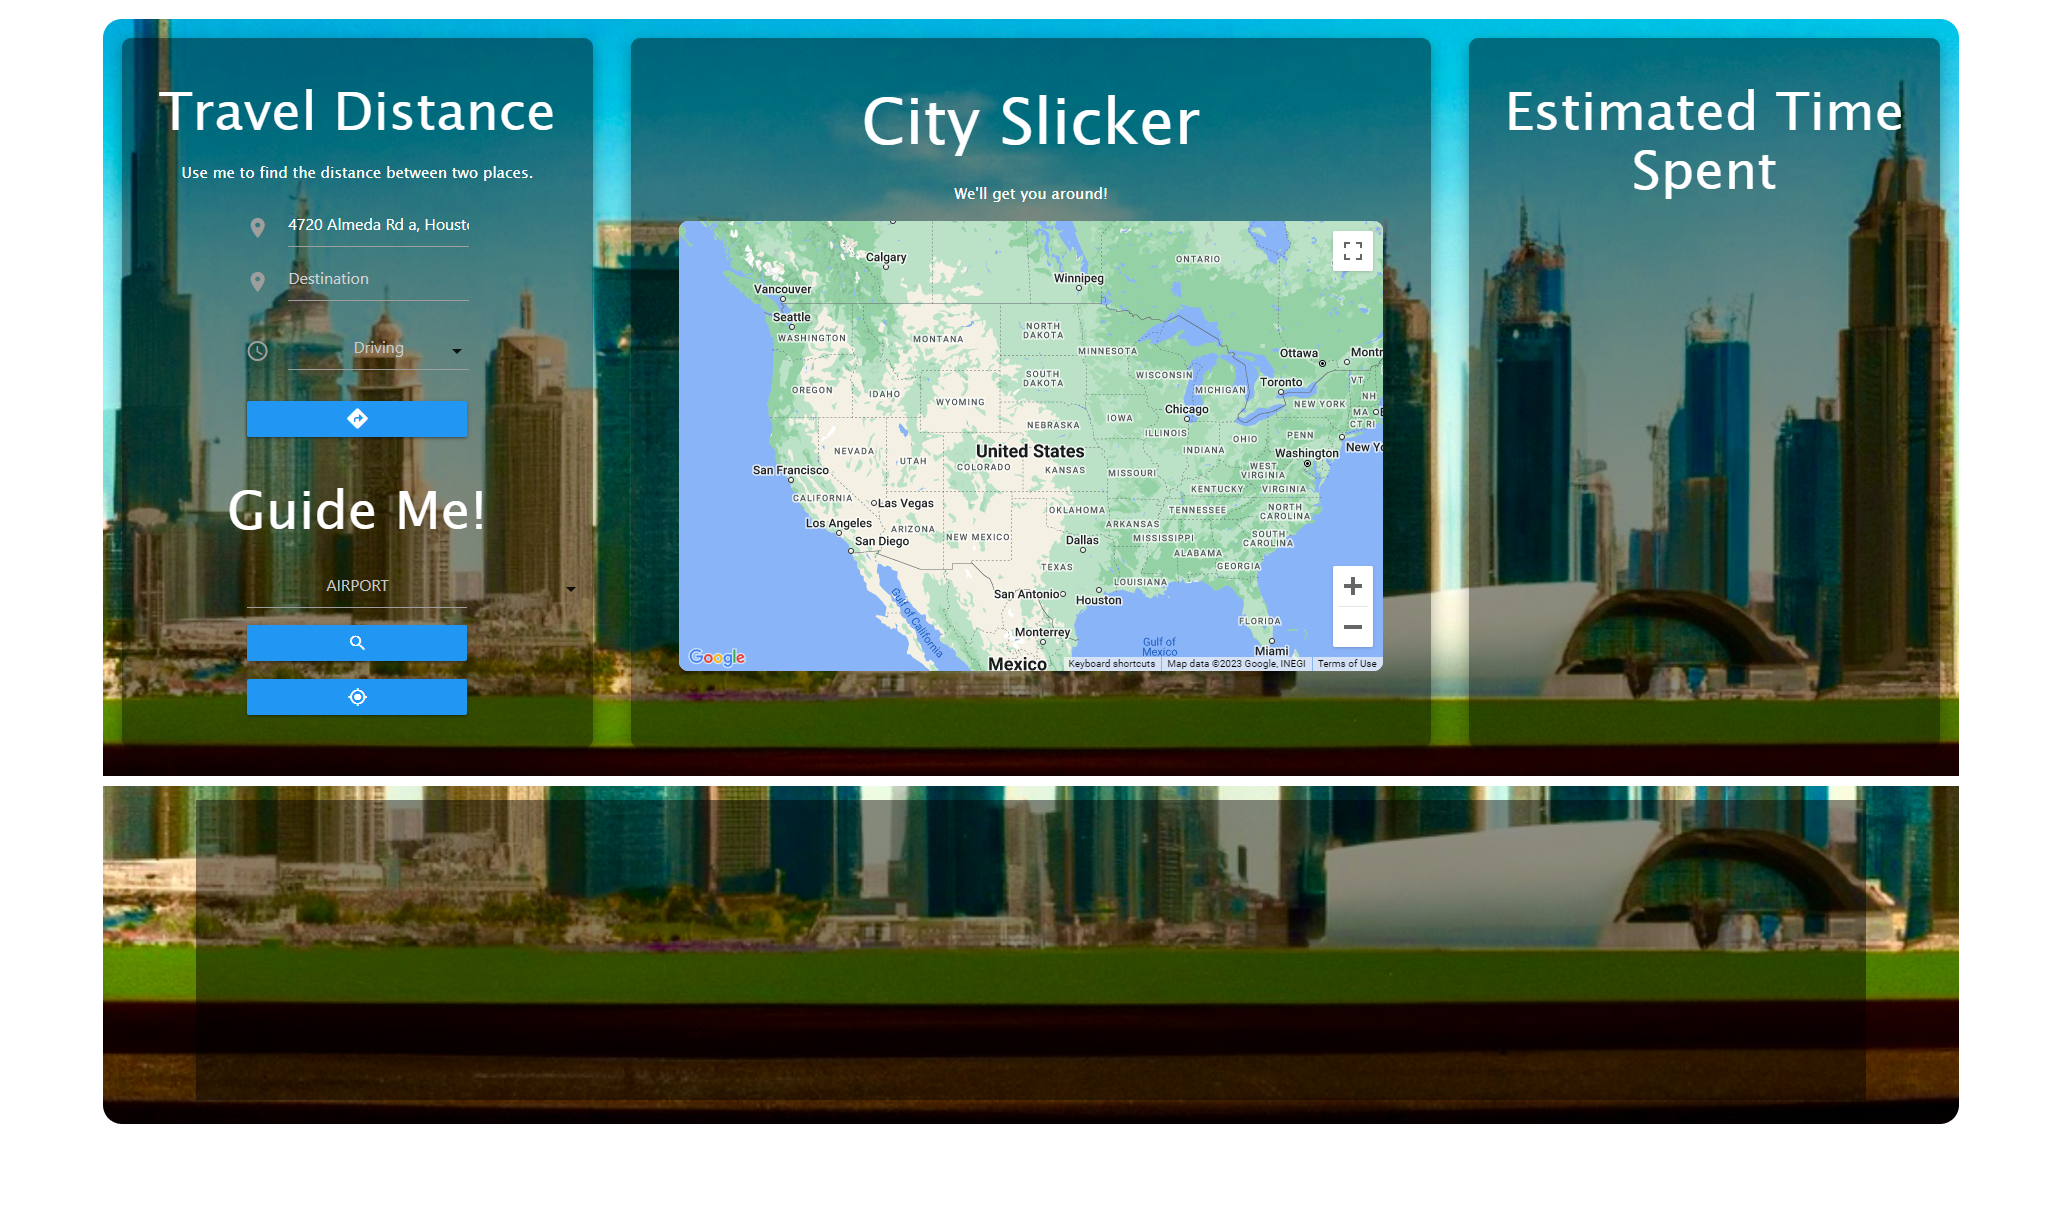 Travel Distance
Use me to find the distance between two places.
4720 Almeda Rd a, Houst
Destination
Driving
Guide Me!
AIRPORT
City Slicker
We'll get you around!
Calgary
ONTARIO
Winnipeg
Vancouver
Seattle
WASHINGTON
NORTH
DAKOTA
MONTANA
MINNESOTA
Ottawa
Montr
SOUTH
DAKOTA
WISCONSIN
Toronto
VT
OREGON
IDAHO
MICHIGAN
NH
WYOMING
NEW YORK
Chicago
MA
IOWA
NEBRASKA
CT RI
ILLINOIS
OHIO
PENN
New Yo
NEVADA
United States
INDIANA
Washington
UTAH
COLORADO
KANSAS
MISSOURI
WEST
VIRGINIA
San Francisco
KENTUCKY
VIRGINIA
CALIFORNIA
Las Vegas
OKLAHOMA
TENNESSEE
NORTH
CAROLINA
Los Angeles
ARIZONA
NEW MEXICO
ARKANSAS
MISSISSIPPI
SOUTH
CAROLINA
San Diego
Dallas
ALABAMA
TEXAS
GEORGIA
LOUISIANA
San Antonio
Houston
Gulf of California
FLORIDA
Monterrey
Gulf of
Mexico
Miami
Mexico
Google
Keyboard shortcuts
Map data ©2023 Google, INEGI
Terms of Use
Estimated Time
Spent